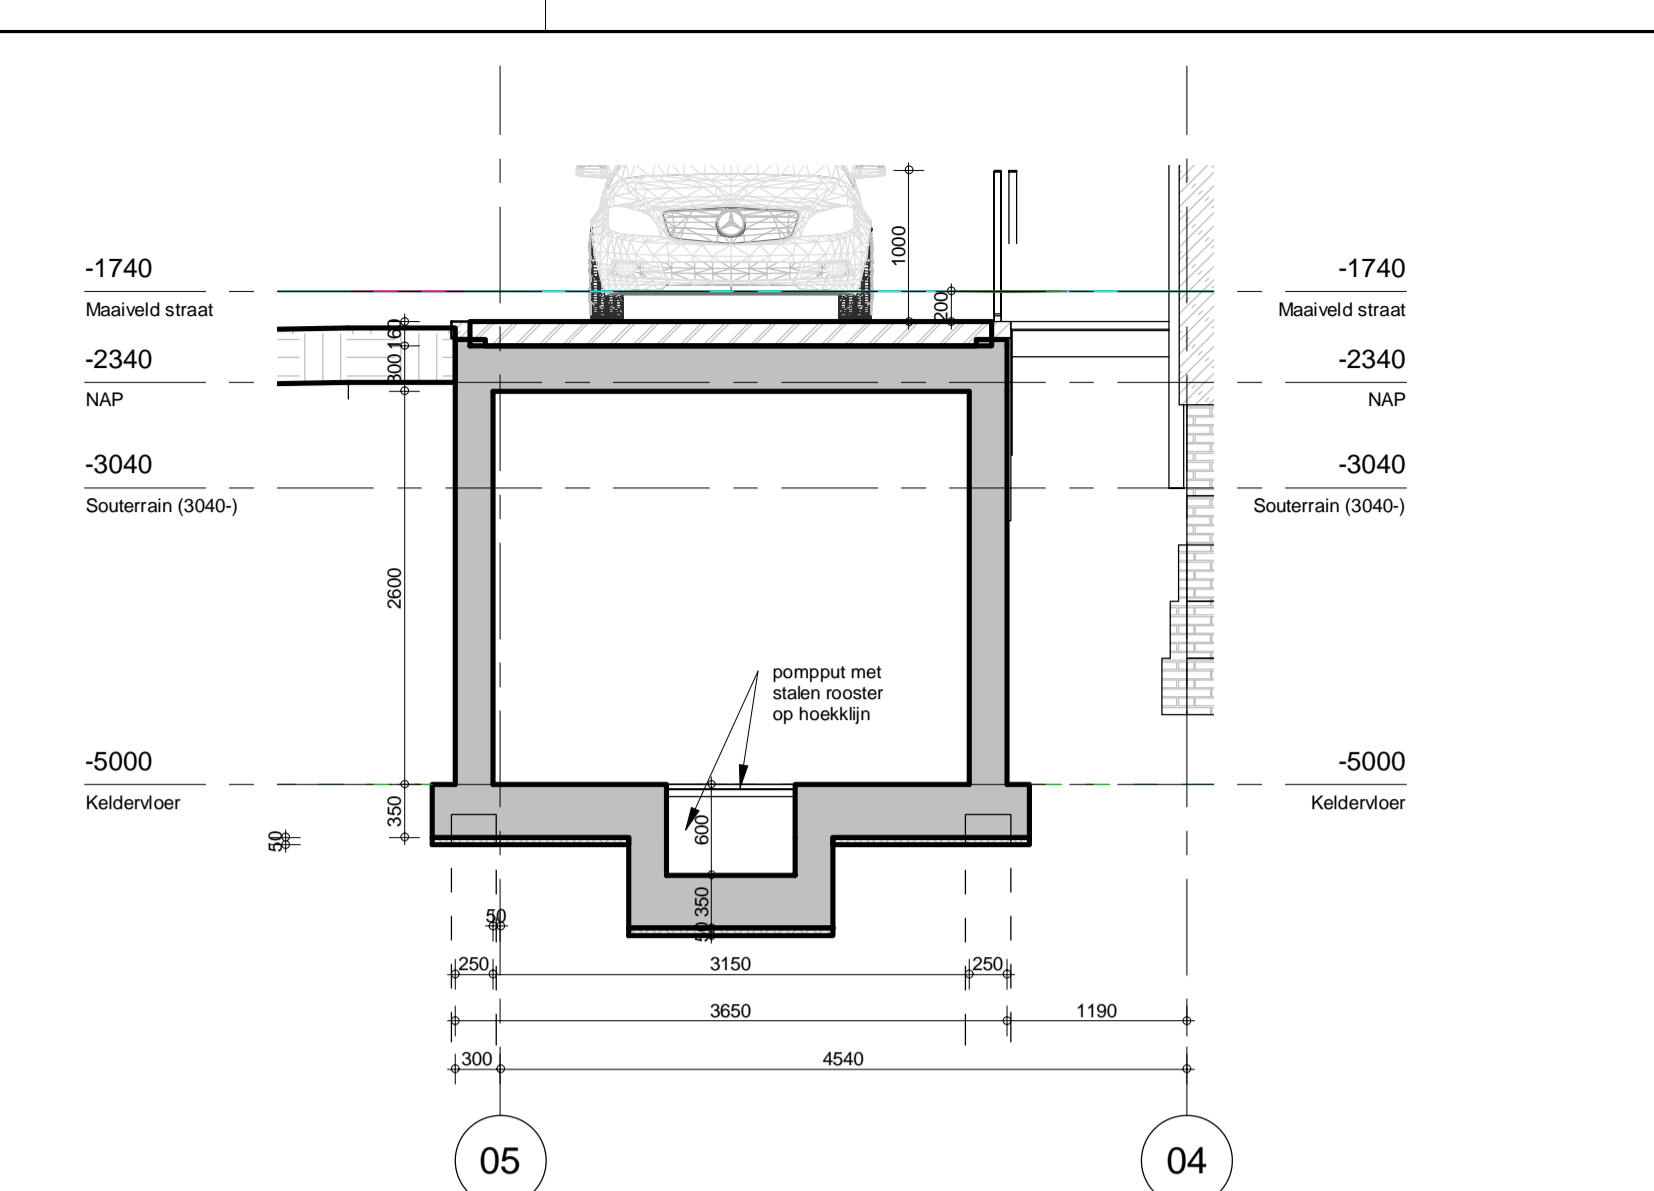 1000
-1740
Maaiveld straat
-1740
Maaiveld straat
200
160
300
-2340
NAP
-2340
NAP
-3040
Souterrain (3040-)
-3040
Souterrain (3040-)
2600
pompput met
stalen rooster
op hoekklijn
-5000
Keldervloer
-5000
Keldervloer
350
50
600
350
50
50
250
3150
250
3650
1190
300
4540
05
04